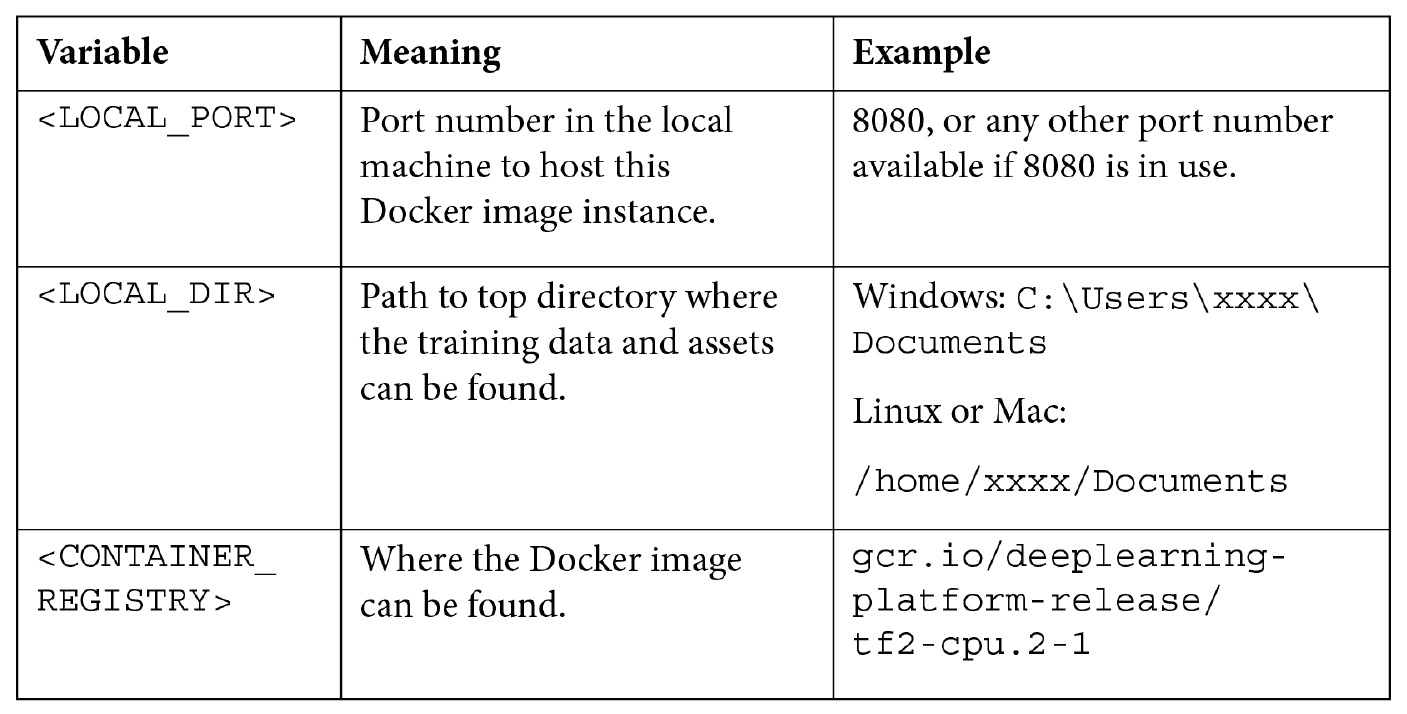 Variable Meaning Example
<LOCAL_PORT>
Port number in the local
machine to host this
Docker image instance.
8080, or any other port number
available if 8080 is in use.
<LOCAL_DIR>
Path to top directory where
the training data and assets
can be found.
Windows: C:\Users\xxxx\
Documents
Linux or Mac:
/home/xxxx/Documents
<CONTAINER_
REGISTRY>
Where the Docker image
can be found.
gcr.io/deeplearning-
platform-release/
tf2-cpu.2-1